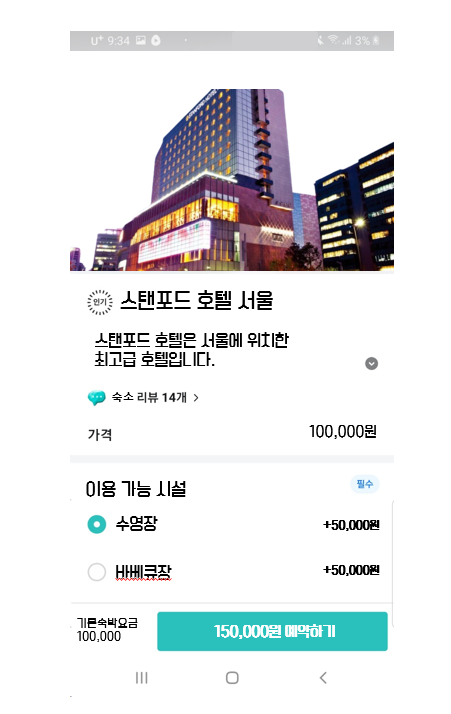 U+ 9:34 3%
인기 스탠포드 호텔 서울
스탠포드 호텔은 서울에 위치한
최고급 호텔입니다.
숙소 리뷰 14개 >
가격 100,000원
이용 가능 시설 필수
수영장 +50,000원
바베큐장 +50,000원
기본숙박요금
100,000
150,000원 예약하기